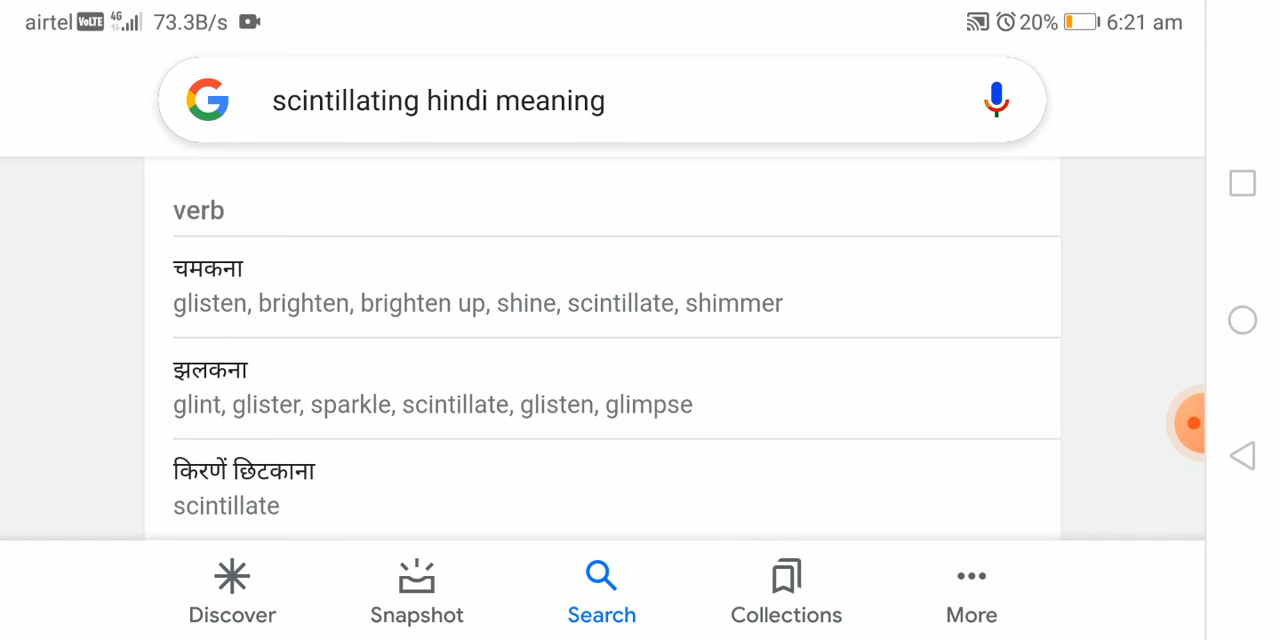 airtel VoLTE 4G 73.3B/s 20% 6:21 am
scintillating hindi meaning
verb
चमकना
glisten, brighten, brighten up, shine, scintillate, shimmer
झलकना
glint, glister, sparkle, scintillate, glisten, glimpse
किरणें छिटकाना
scintillate
Discover Snapshot Search Collections More